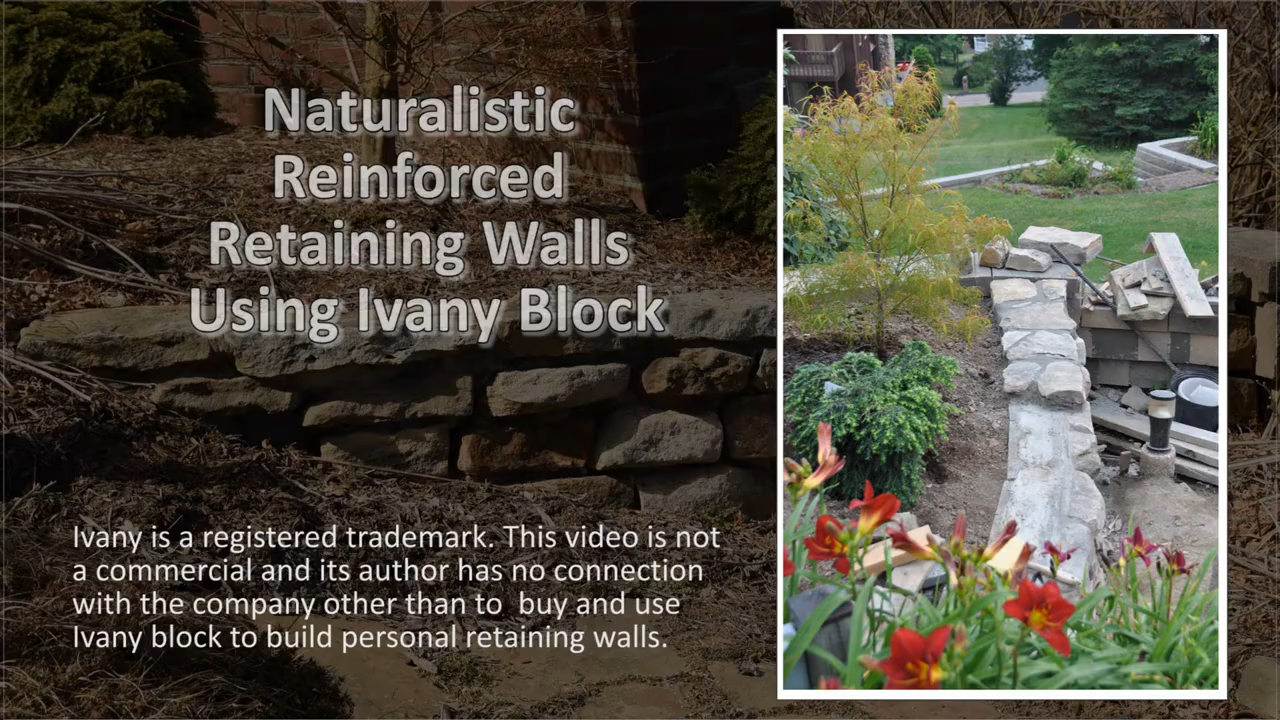 Naturalistic
Reinforced
Retaining Walls
Using Ivany Block
Ivany is a registered trademark. This video is not
a commercial and its author has no connection
with the company other than to  buy and use
Ivany block to build personal retaining walls.